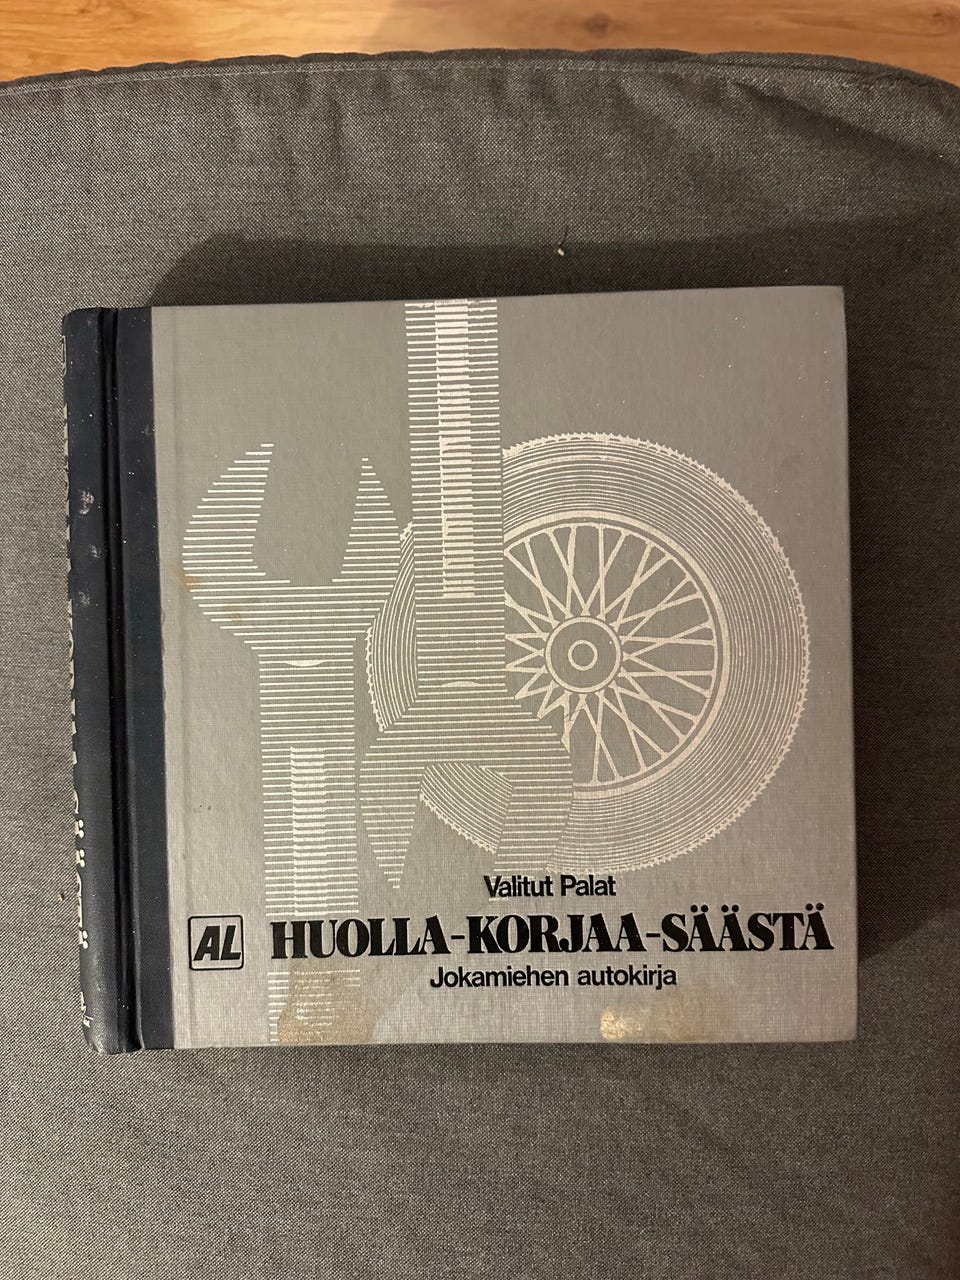 Valitut Palat
AL HUOLLA-KORJAA-SÄÄSTÄ
Jokamiehen autokirja